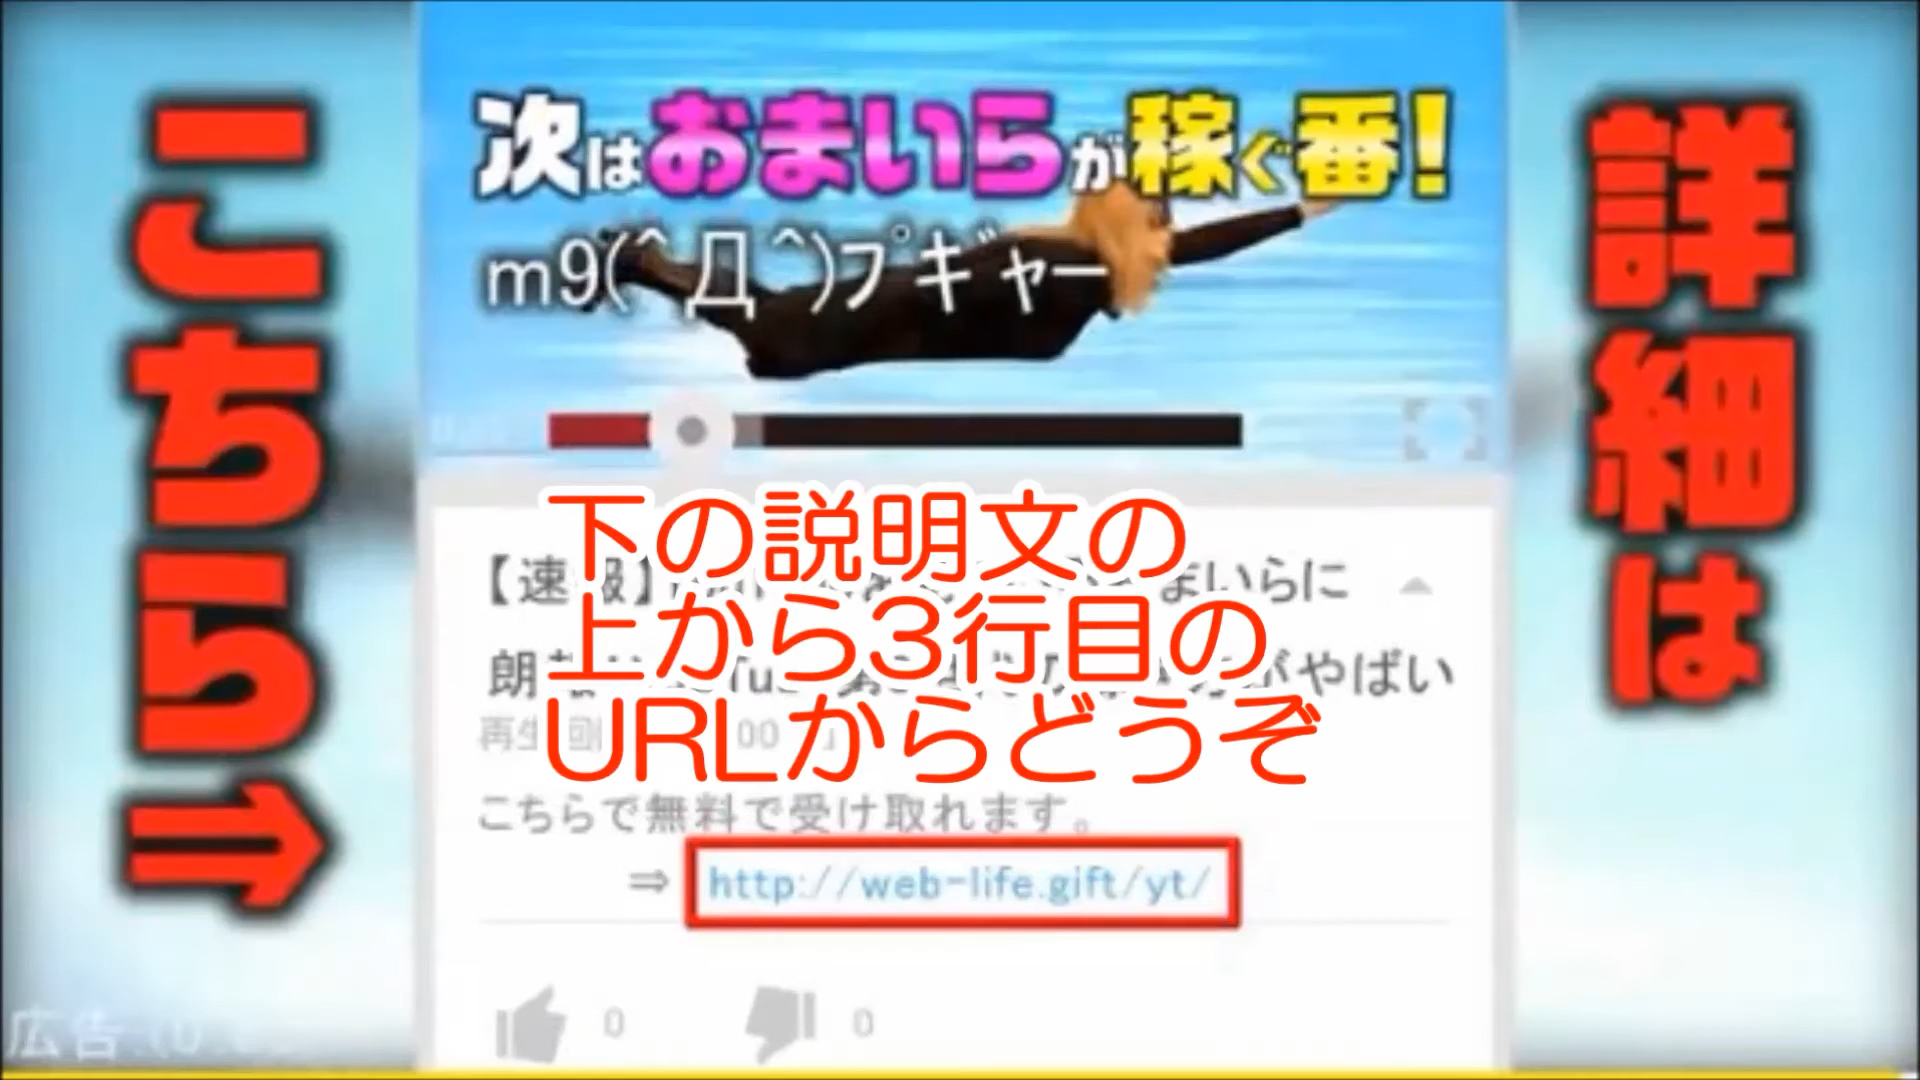 詳細は
こちら⇒
次はおまいらが稼ぐ番！
m9(^Д^)ﾌﾟｷﾞｬー
下の説明文の
上から3行目の
URLからどうぞ
【速報】
まいらに
がやばい
こちらで無料で受け取れます。
⇒ http://web-life.gift/yt/
0 0
広告